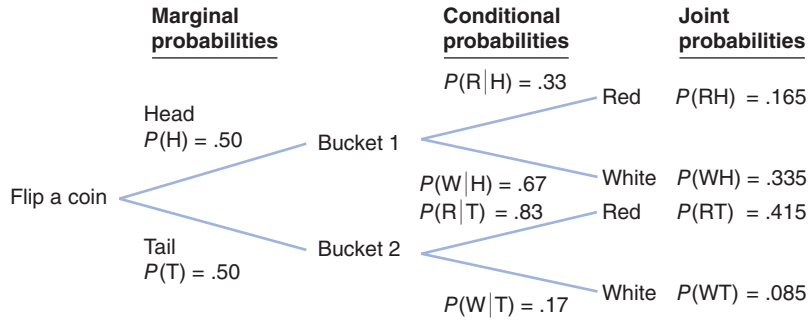 Marginal probabilities
Conditional probabilities
Joint probabilities
P(R|H) = .33
Red P(RH) = .165
Head
P(H) = .50
Bucket 1
P(W|H) = .67
White P(WH) = .335
Flip a coin
P(R|T) = .83
Red P(RT) = .415
Tail
P(T) = .50
Bucket 2
P(W|T) = .17
White P(WT) = .085